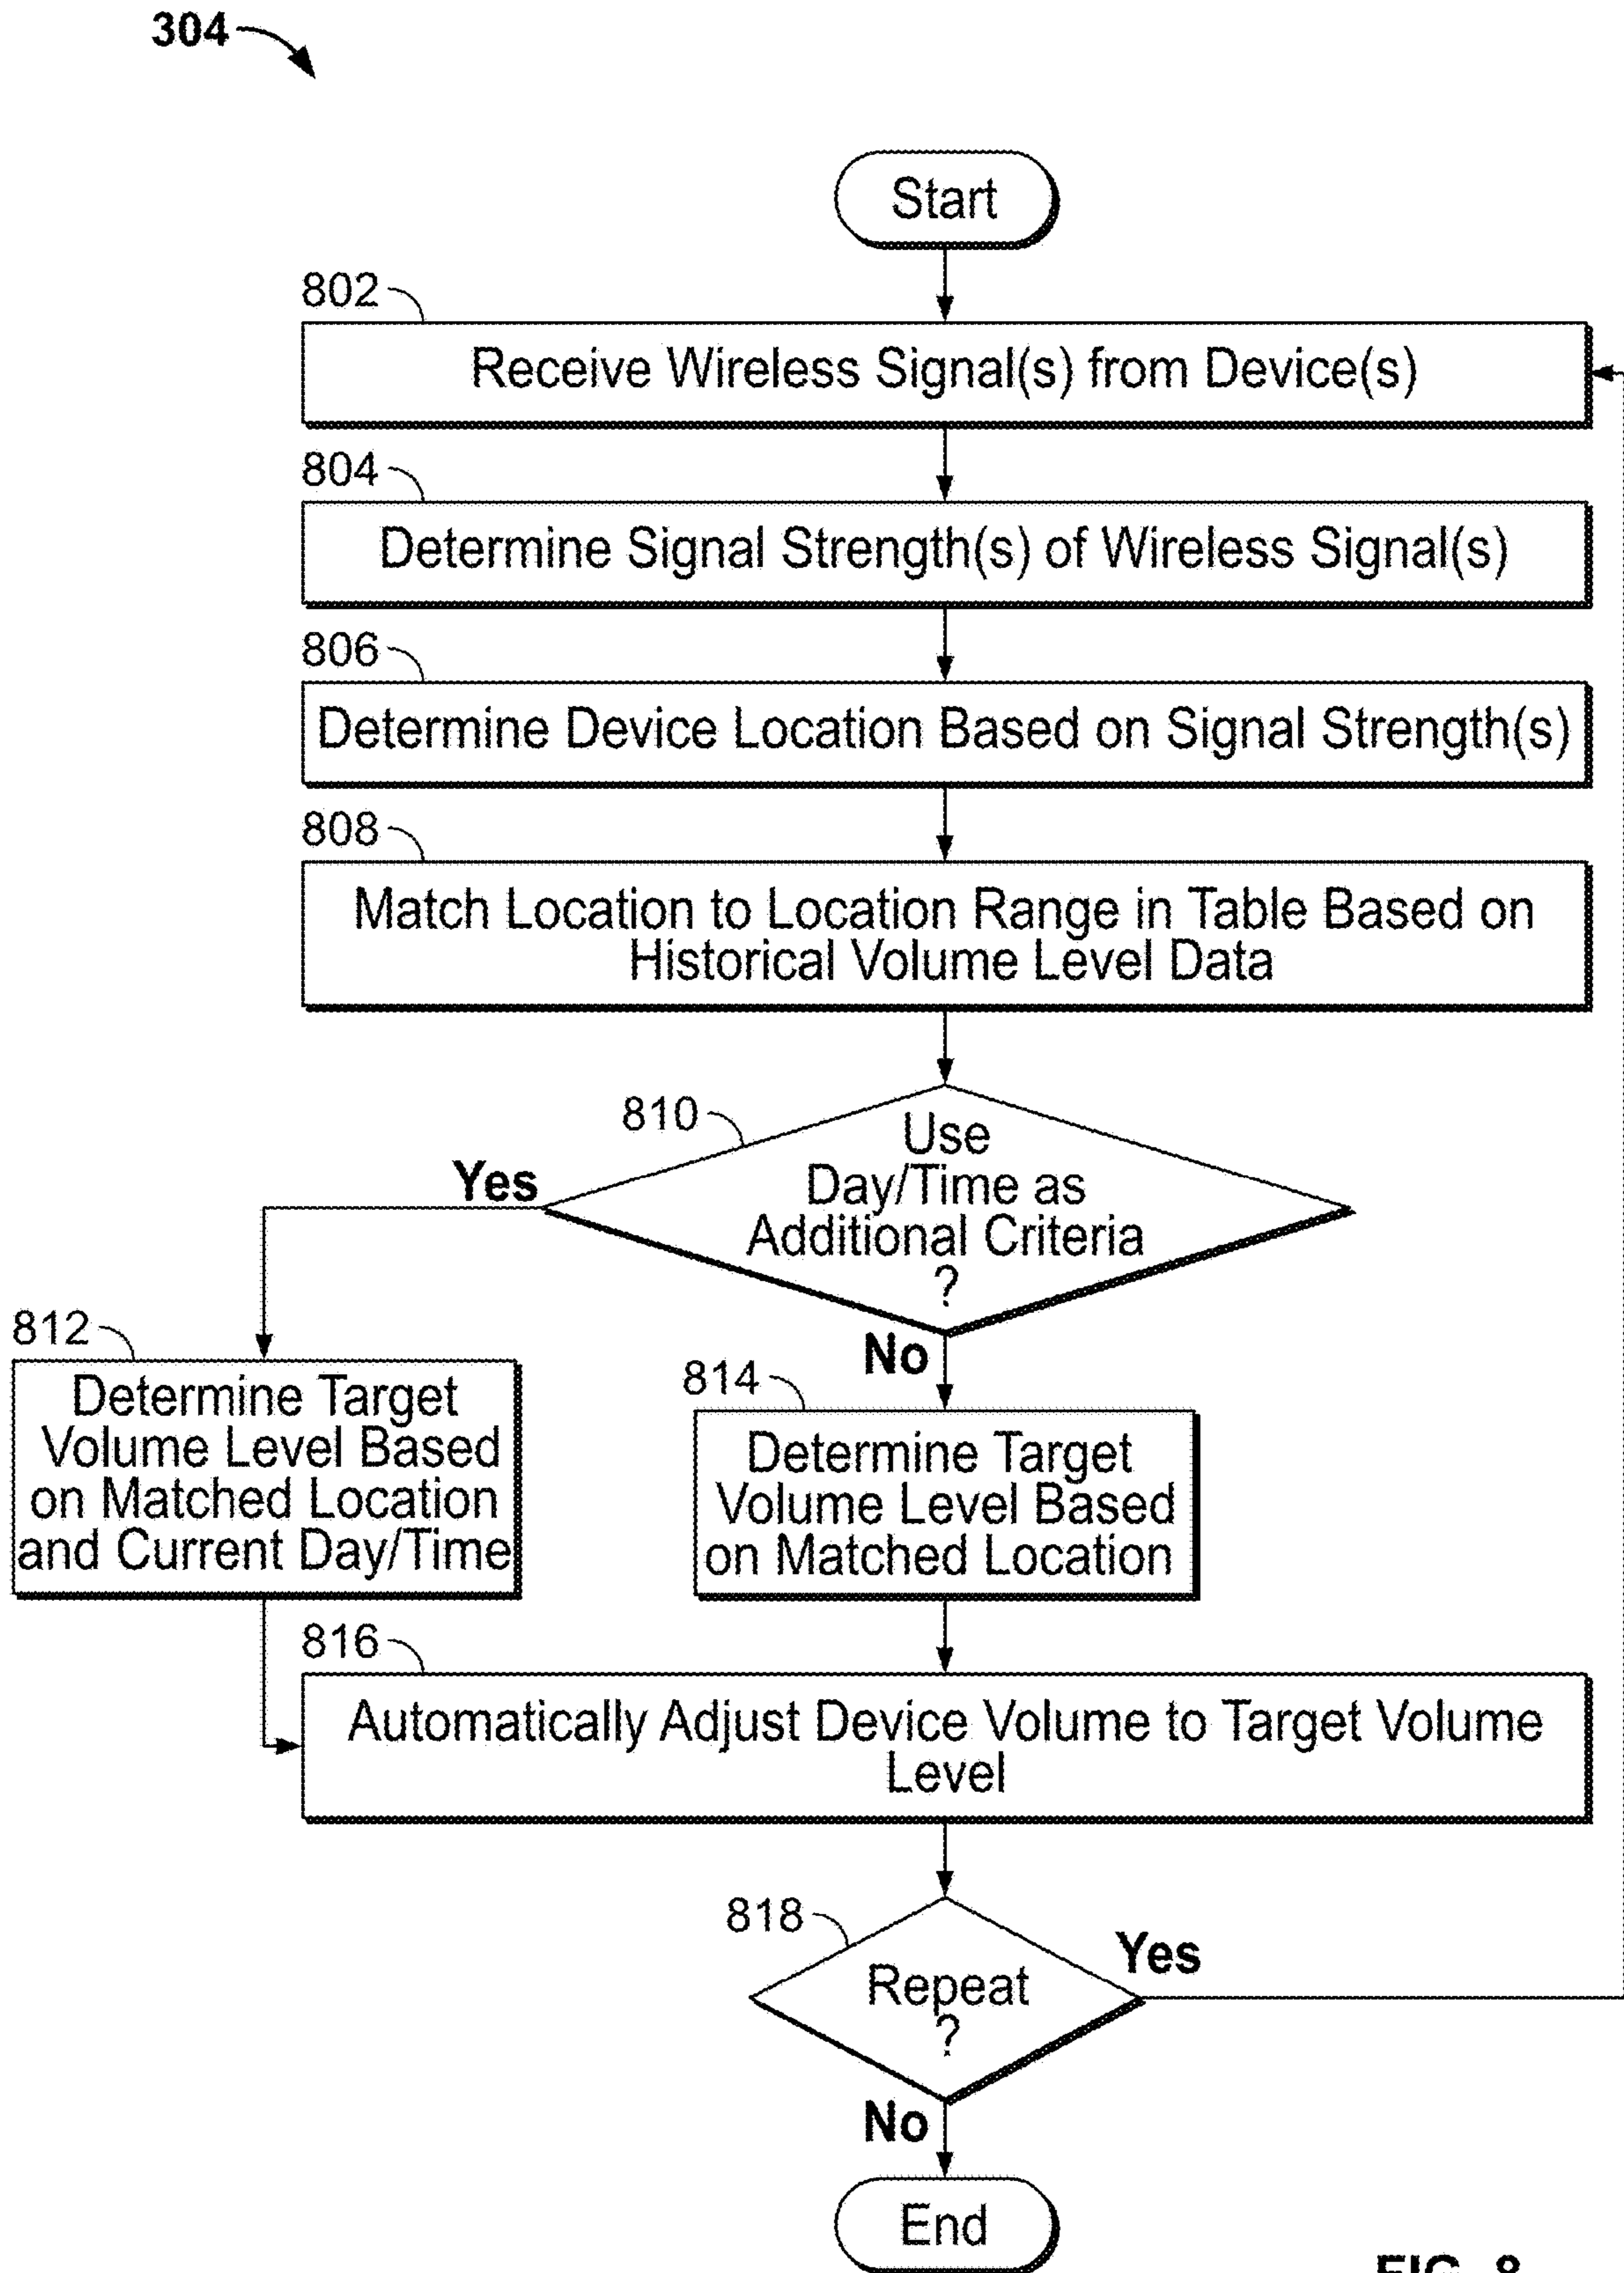 304
Start
802
Receive Wireless Signal(s) from Device(s)
804
Determine Signal Strength(s) of Wireless Signal(s)
806
Determine Device Location Based on Signal Strength(s)
808
Match Location to Location Range in Table Based on
Historical Volume Level Data
810
Use
Day/Time as
Additional Criteria
?
Yes
No
812
Determine Target
Volume Level Based
on Matched Location
and Current Day/Time
814
Determine Target
Volume Level Based
on Matched Location
816
Automatically Adjust Device Volume to Target Volume
Level
818
Repeat
?
Yes
No
End
FIG. 8